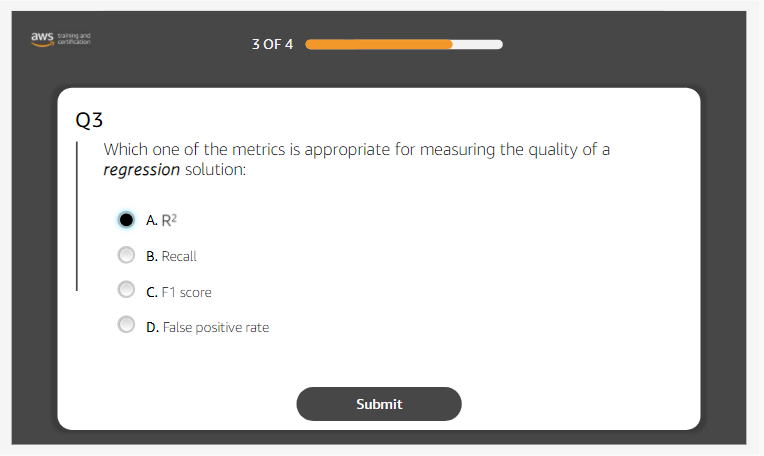 aws training and certification
3 OF 4
Q3
Which one of the metrics is appropriate for measuring the quality of a
regression solution:
A. R²
B. Recall
C. F1 score
D. False positive rate
Submit